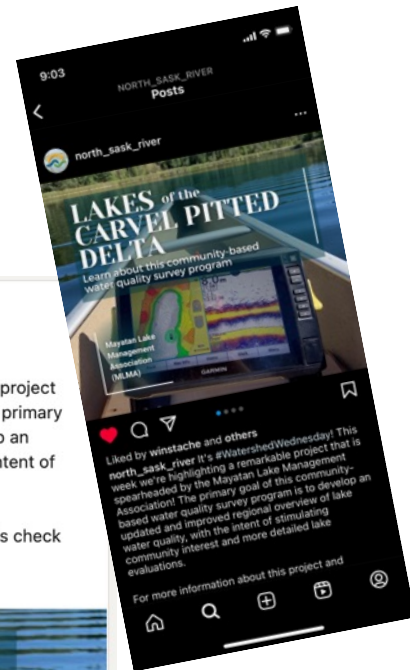 9:03
NORTH_SASK_RIVER
Posts
north_sask_river
LAKES of the
CARVEL PITTED
DELTA
Learn about this community-based
water quality survey program
Mayatan Lake
Management
Association
(MLMA)
GARMIN
Liked by winstache and others
north_sask_river It's #WatershedWednesday! This
week we're highlighting a remarkable project that is
spearheaded by the Mayatan Lake Management
Association! The primary goal of this community-
based water quality survey program is to develop an
updated and improved regional overview of lake
water quality, with the intent of stimulating
community interest and more detailed lake
evaluations.
For more information about this project and
project
primary
an
tent of
s check